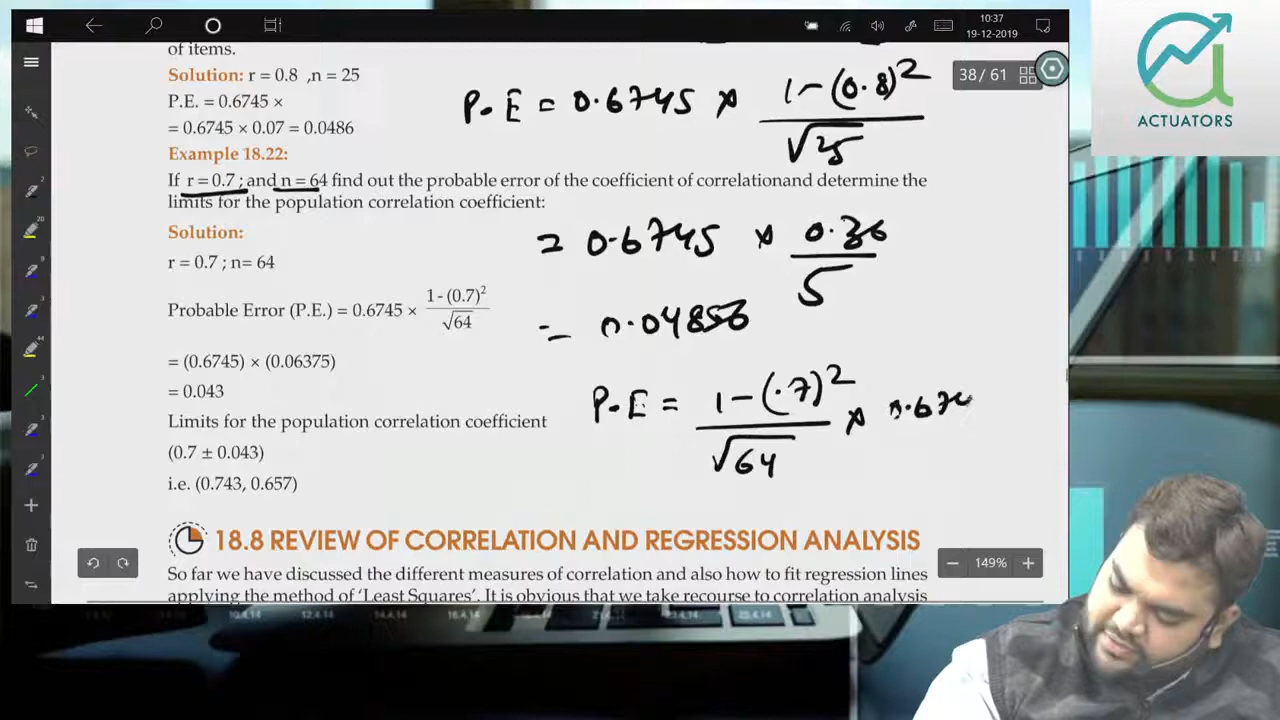 10:37
19-12-2019
38 / 61
ACTUATORS
of items.
Solution: r = 0.8 ,n = 25
P.E. = 0.6745 ×
= 0.6745 × 0.07 = 0.0486
Example 18.22:
If r = 0.7 ; and n = 64 find out the probable error of the coefficient of correlationand determine the
limits for the population correlation coefficient:
Solution:
r = 0.7 ; n= 64
Probable Error (P.E.) = 0.6745 × 1 - (0.7)² / √64
= (0.6745) × (0.06375)
= 0.043
Limits for the population correlation coefficient
(0.7 ± 0.043)
i.e. (0.743, 0.657)
P.E = 0.6745 × 1-(0.8)² / √25
= 0.6745 × 0.36 / 5
= 0.04856
P.E = 1-(.7)² / √64 × 0.674
18.8 REVIEW OF CORRELATION AND REGRESSION ANALYSIS
149%
So far we have discussed the different measures of correlation and also how to fit regression lines
applying the method of 'Least Squares'. It is obvious that we take recourse to correlation analysis